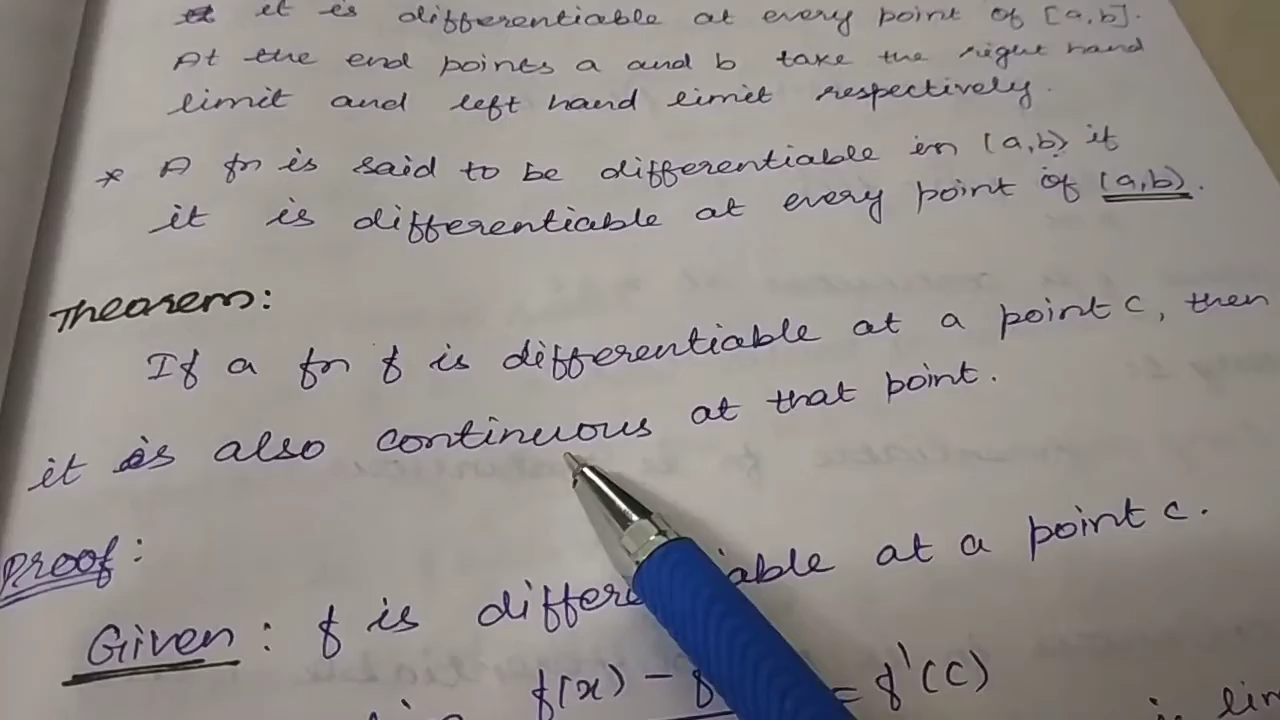 it is differentiable at every point of [a,b].
At the end points a and b take the right hand
limit and left hand limit respectively.
* A fn is said to be differentiable in (a,b) if
it is differentiable at every point of (a,b).
Theorem:
If a fn f is differentiable at a point c, then
it is also continuous at that point.
Proof:
Given: f is able at a point c.
f(x) - f = f'(c)